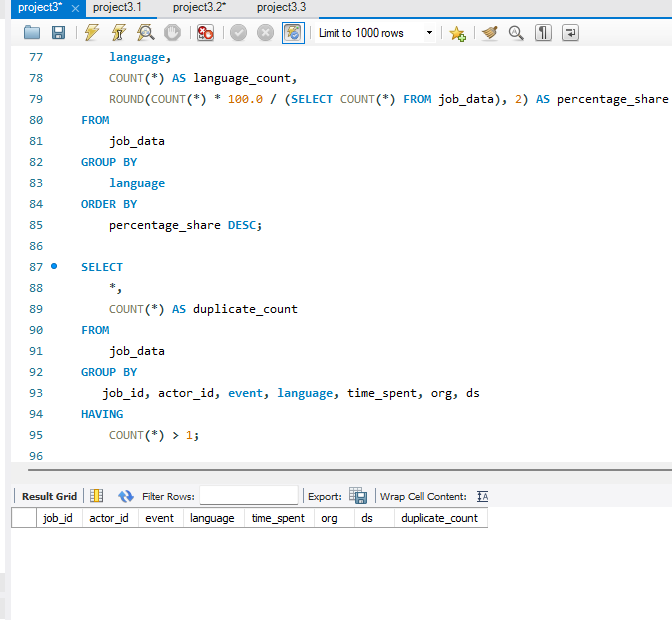 project3* × project3.1 project3.2* project3.3
Limit to 1000 rows
77 language,
78 COUNT(*) AS language_count,
79 ROUND(COUNT(*) * 100.0 / (SELECT COUNT(*) FROM job_data), 2) AS percentage_share
80 FROM
81 job_data
82 GROUP BY
83 language
84 ORDER BY
85 percentage_share DESC;
86
87 SELECT
88 *,
89 COUNT(*) AS duplicate_count
90 FROM
91 job_data
92 GROUP BY
93 job_id, actor_id, event, language, time_spent, org, ds
94 HAVING
95 COUNT(*) > 1;
96
Result Grid Filter Rows: Export: Wrap Cell Content:
job_id actor_id event language time_spent org ds duplicate_count